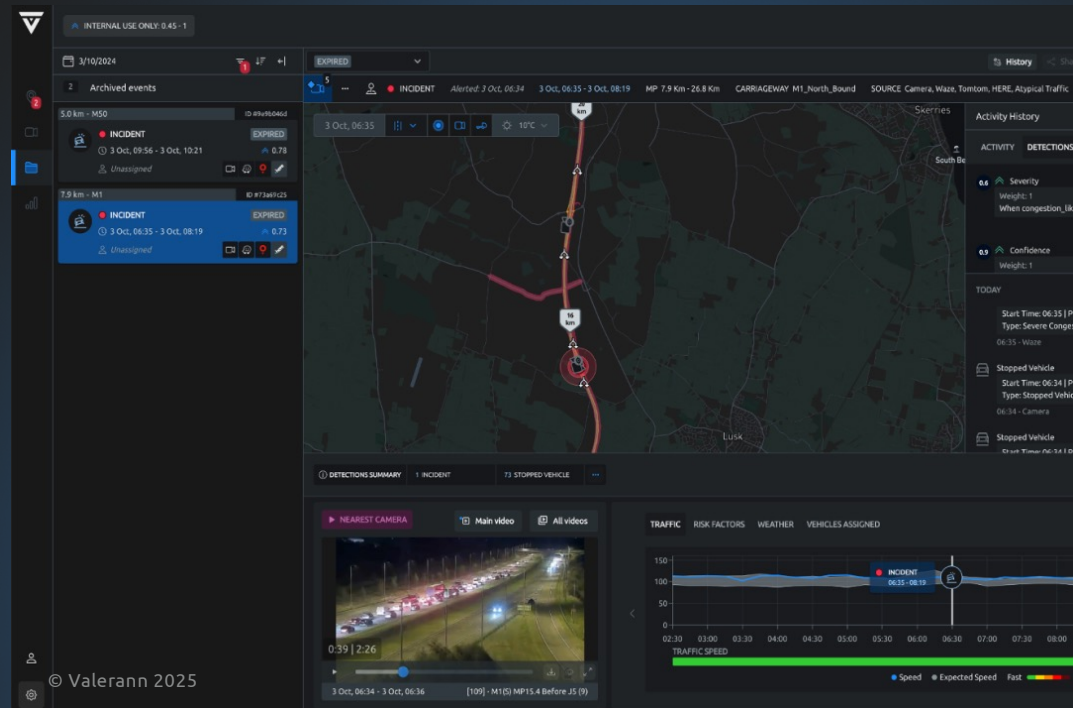 INTERNAL USE ONLY: 0.45 - 1
3/10/2024
1
2 Archived events
5.0 km - M50
INCIDENT
EXPIRED
3 Oct, 09:56 - 3 Oct, 10:21
0.78
Unassigned
7.9 km - M1
ID #73a69c25
INCIDENT
EXPIRED
3 Oct, 06:35 - 3 Oct, 08:19
0.73
Unassigned
2
EXPIRED
History
5
INCIDENT Alerted: 3 Oct, 06:34 3 Oct, 06:35 - 3 Oct, 08:19 MP 7.9 Km - 26.8 Km CARRIAGEWAY M1_North_Bound SOURCE Camera, Waze, Tomtom, HERE, Atypical Traffic
3 Oct, 06:35
10°C
20
km
16
km
Skerries
South Be
Lusk
Activity History
ACTIVITY DETECTIONS
0.6 Severity
Weight: 1
When congestion_lik
0.9 Confidence
Weight: 1
TODAY
Start Time: 06:35 | P
Type: Severe Conges
06:35 - Waze
Stopped Vehicle
Start Time: 06:34 | P
Type: Stopped Vehic
06:34 - Camera
Stopped Vehicle
Start Time: 06:34 | P
DETECTIONS SUMMARY 1 INCIDENT 73 STOPPED VEHICLE ...
NEAREST CAMERA
Main video
All videos
0:39 | 2:26
3 Oct, 06:34 - 3 Oct, 06:36 [109] - M1(S) MP15.4 Before J5 (9)
TRAFFIC RISK FACTORS WEATHER VEHICLES ASSIGNED
150
100
50
0
INCIDENT
06:35 - 08:19
02:30 03:00 03:30 04:00 04:30 05:00 05:30 06:00 06:30 07:00 07:30 08:00
TRAFFIC SPEED
Speed Expected Speed Fast
© Valerann 2025